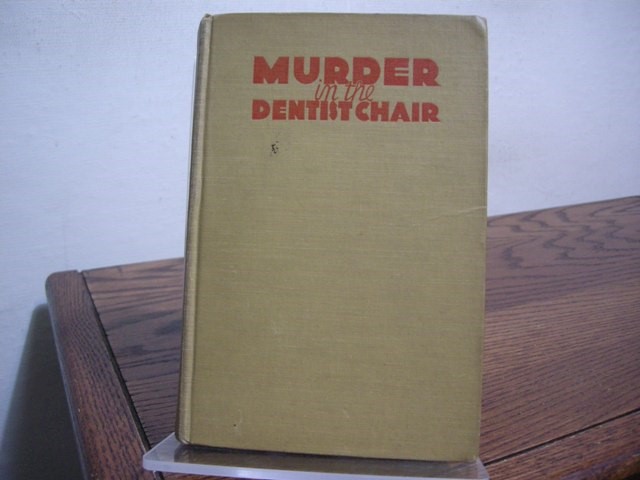 MURDER
in the
DENTIST CHAIR